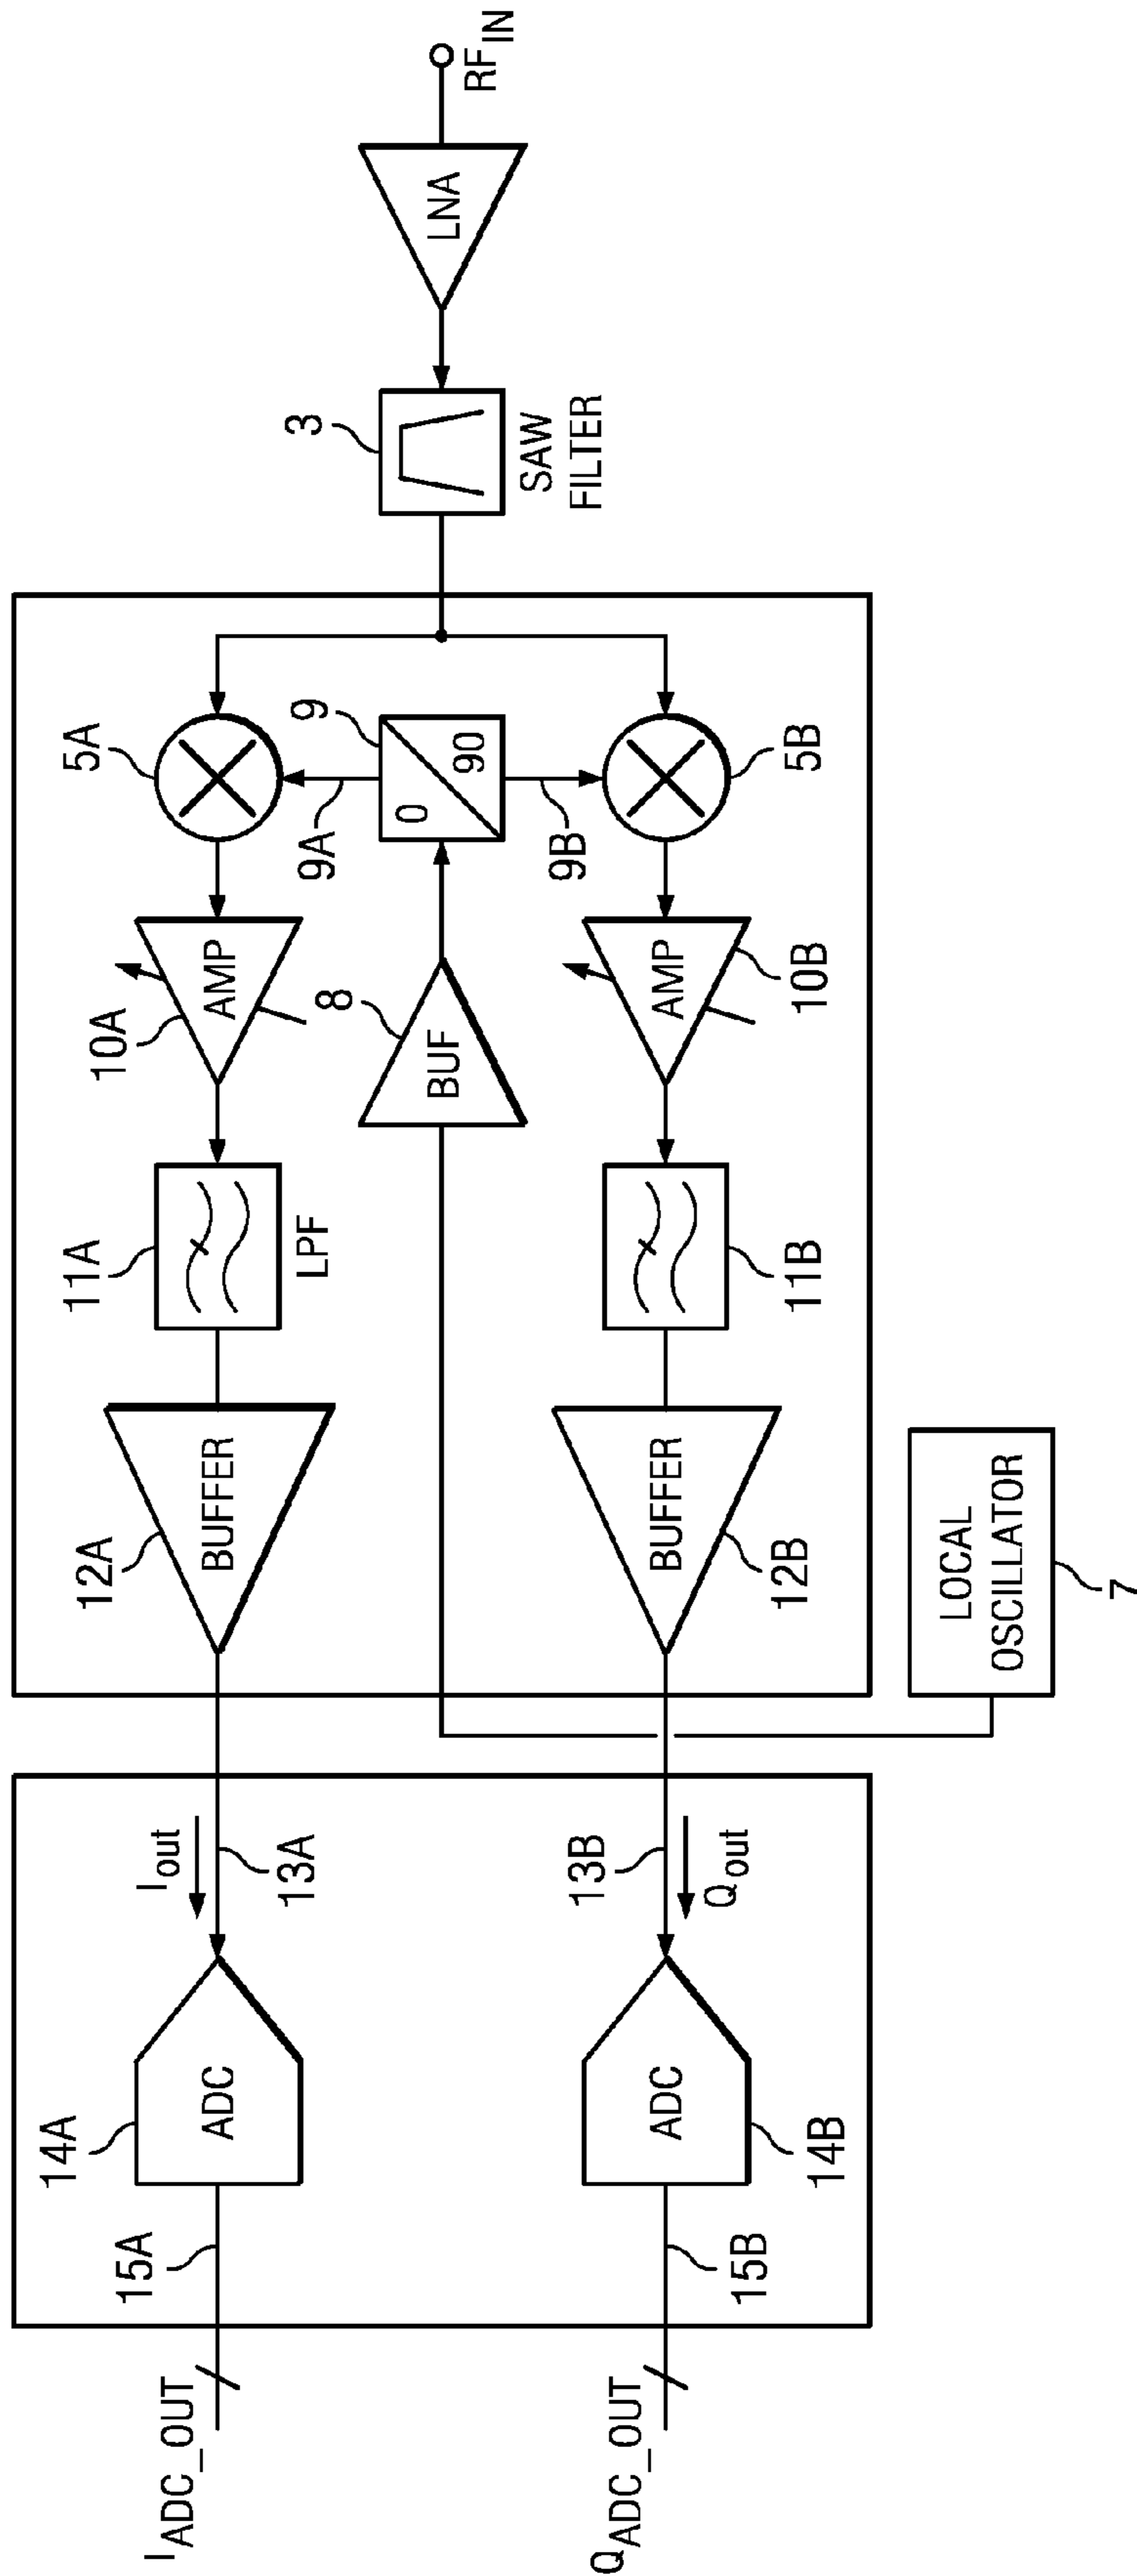 I_ADC_OUT
15A
14A
ADC
I_out
13A
12A
BUFFER
11A
LPF
10A
AMP
5A
9A
9
0
90
8
BUF
9B
3
SAW
FILTER
LNA
RF_IN
Q_ADC_OUT
15B
14B
ADC
13B
Q_out
BUFFER
12B
11B
AMP
10B
5B
LOCAL
OSCILLATOR
7